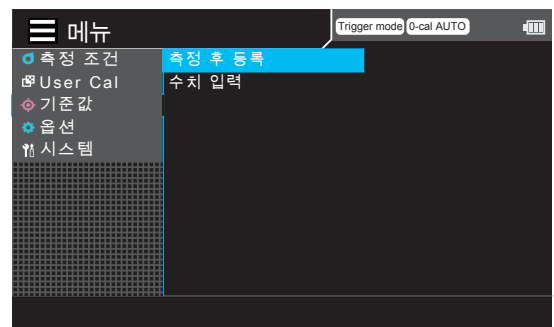 메뉴
Trigger mode 0-cal AUTO
측정 조건
측정 후 등록
User Cal
수치 입력
기준값
옵션
시스템